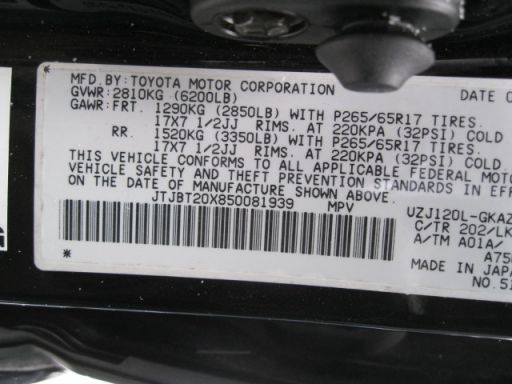 MFD.BY:TOYOTA MOTOR CORPORATION DATE O
GVWR:2810KG(6200LB)
GAWR:FRT. 1290KG (2850LB) WITH P265/65R17 TIRES.
17X7 1/2JJ RIMS. AT 220KPA (32PSI) COLD
RR. 1520KG (3350LB) WITH P265/65R17 TIRES.
17X7 1/2JJ RIMS. AT 220KPA (32PSI) COLD
THIS VEHICLE CONFORMS TO ALL APPLICABLE FEDERAL MOTO
VEHICLE SAFETY AND THEFT PREVENTION STANDARDS IN EFF
ON THE DATE OF MANUFACTURE SHOWN ABOVE.
JTJBT20X850081939 MPV UZJ120L-GKAZ
C/TR 202/LK
A/TM A01A/
A750
MADE IN JAPA
NO.51